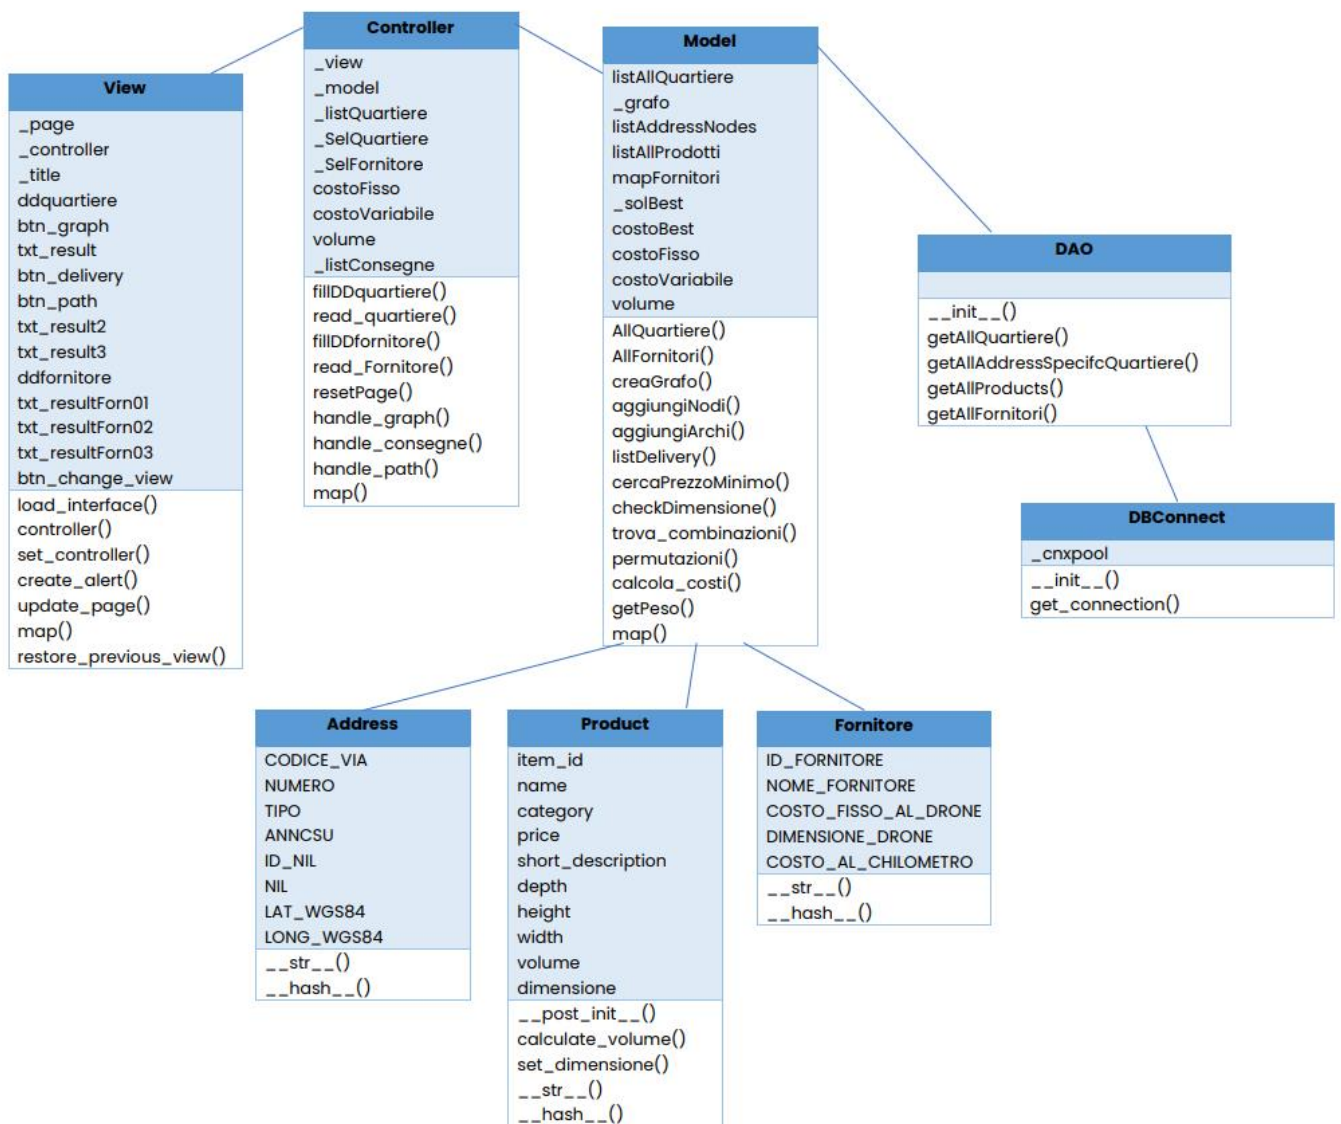 View
_page
_controller
_title
ddquartiere
btn_graph
txt_result
btn_delivery
btn_path
txt_result2
txt_result3
ddfornitore
txt_resultForn01
txt_resultForn02
txt_resultForn03
btn_change_view
load_interface()
controller()
set_controller()
create_alert()
update_page()
map()
restore_previous_view()
Controller
_view
_model
_listQuartiere
_SelQuartiere
_SelFornitore
costoFisso
costoVariabile
volume
_listConsegne
fillDDquartiere()
read_quartiere()
fillDDfornitore()
read_Fornitore()
resetPage()
handle_graph()
handle_consegne()
handle_path()
map()
Model
listAllQuartiere
_grafo
listAddressNodes
listAllProdotti
mapFornitori
_solBest
costoBest
costoFisso
costoVariabile
volume
AllQuartiere()
AllFornitori()
creaGrafo()
aggiungiNodi()
aggiungiArchi()
listDelivery()
cercaPrezzoMinimo()
checkDimensione()
trova_combinazioni()
permutazioni()
calcola_costi()
getPeso()
map()
DAO
__init__()
getAllQuartiere()
getAllAddressSpecifcQuartiere()
getAllProducts()
getAllFornitori()
DBConnect
_cnxpool
__init__()
get_connection()
Address
CODICE_VIA
NUMERO
TIPO
ANNCSU
ID_NIL
NIL
LAT_WGS84
LONG_WGS84
__str__()
__hash__()
Product
item_id
name
category
price
short_description
depth
height
width
volume
dimensione
__post_init__()
calculate_volume()
set_dimensione()
__str__()
__hash__()
Fornitore
ID_FORNITORE
NOME_FORNITORE
COSTO_FISSO_AL_DRONE
DIMENSIONE_DRONE
COSTO_AL_CHILOMETRO
__str__()
__hash__()